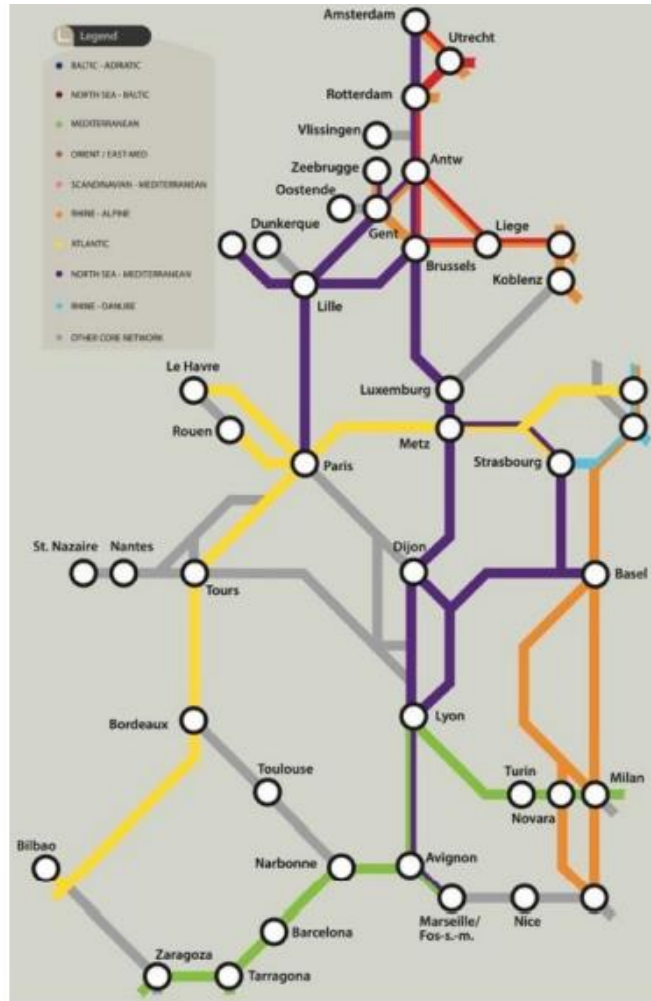 Legend
BALTIC - ADRIATIC
NORTH SEA - BALTIC
MEDITERRANEAN
ORIENT / EAST-MED
SCANDINAVIAN - MEDITERRANEAN
RHINE - ALPINE
ATLANTIC
NORTH SEA - MEDITERRANEAN
RHINE - DANUBE
OTHER CORE NETWORK
Amsterdam
Utrecht
Rotterdam
Vlissingen
Zeebrugge
Antw
Oostende
Dunkerque
Gent
Liege
Brussels
Koblenz
Lille
Le Havre
Luxemburg
Rouen
Metz
Paris
Strasbourg
St. Nazaire
Nantes
Dijon
Tours
Basel
Bordeaux
Lyon
Toulouse
Turin
Milan
Novara
Bilbao
Narbonne
Avignon
Marseille/
Fos-s.-m.
Nice
Barcelona
Zaragoza
Tarragona